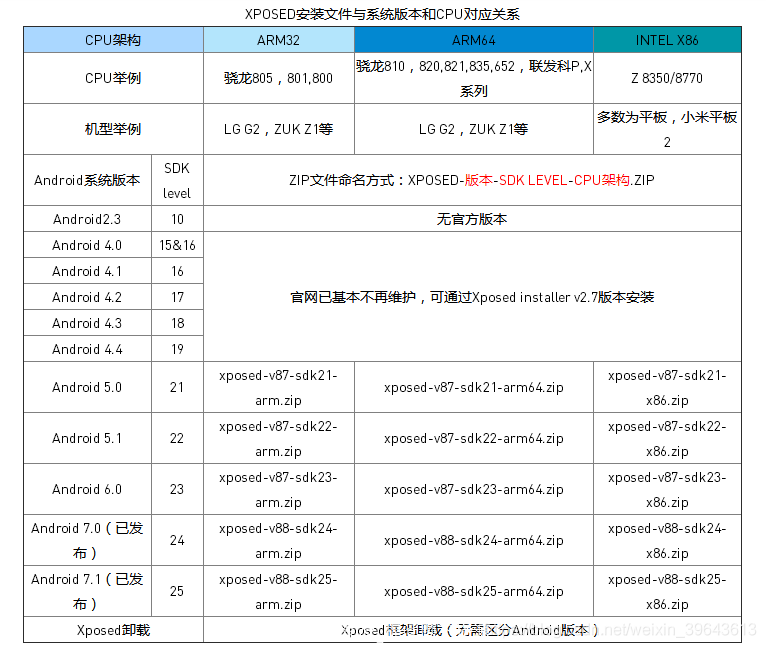 XPOSED安装文件与系统版本和CPU对应关系
CPU架构 ARM32 ARM64 INTEL X86
CPU举例 骁龙805，801,800 骁龙810，820,821,835,652，联发科P,X
系列 Z 8350/8770
机型举例 LG G2，ZUK Z1等 LG G2，ZUK Z1等 多数为平板，小米平板
2
Android系统版本 SDK
level ZIP文件命名方式：XPOSED-版本-SDK LEVEL-CPU架构.ZIP
Android2.3 10 无官方版本
Android 4.0 15&16
Android 4.1 16
Android 4.2 17 官网已基本不再维护，可通过Xposed installer v2.7版本安装
Android 4.3 18
Android 4.4 19
Android 5.0 21 xposed-v87-sdk21-
arm.zip xposed-v87-sdk21-arm64.zip xposed-v87-sdk21-
x86.zip
Android 5.1 22 xposed-v87-sdk22-
arm.zip xposed-v87-sdk22-arm64.zip xposed-v87-sdk22-
x86.zip
Android 6.0 23 xposed-v87-sdk23-
arm.zip xposed-v87-sdk23-arm64.zip xposed-v87-sdk23-
x86.zip
Android 7.0（已发
布） 24 xposed-v88-sdk24-
arm.zip xposed-v88-sdk24-arm64.zip xposed-v88-sdk24-
x86.zip
Android 7.1（已发
布） 25 xposed-v88-sdk25-
arm.zip xposed-v88-sdk25-arm64.zip xposed-v88-sdk25-
x86.zip
Xposed卸载 Xposed框架卸载（无需区分Android版本）
net/weixin_39643613